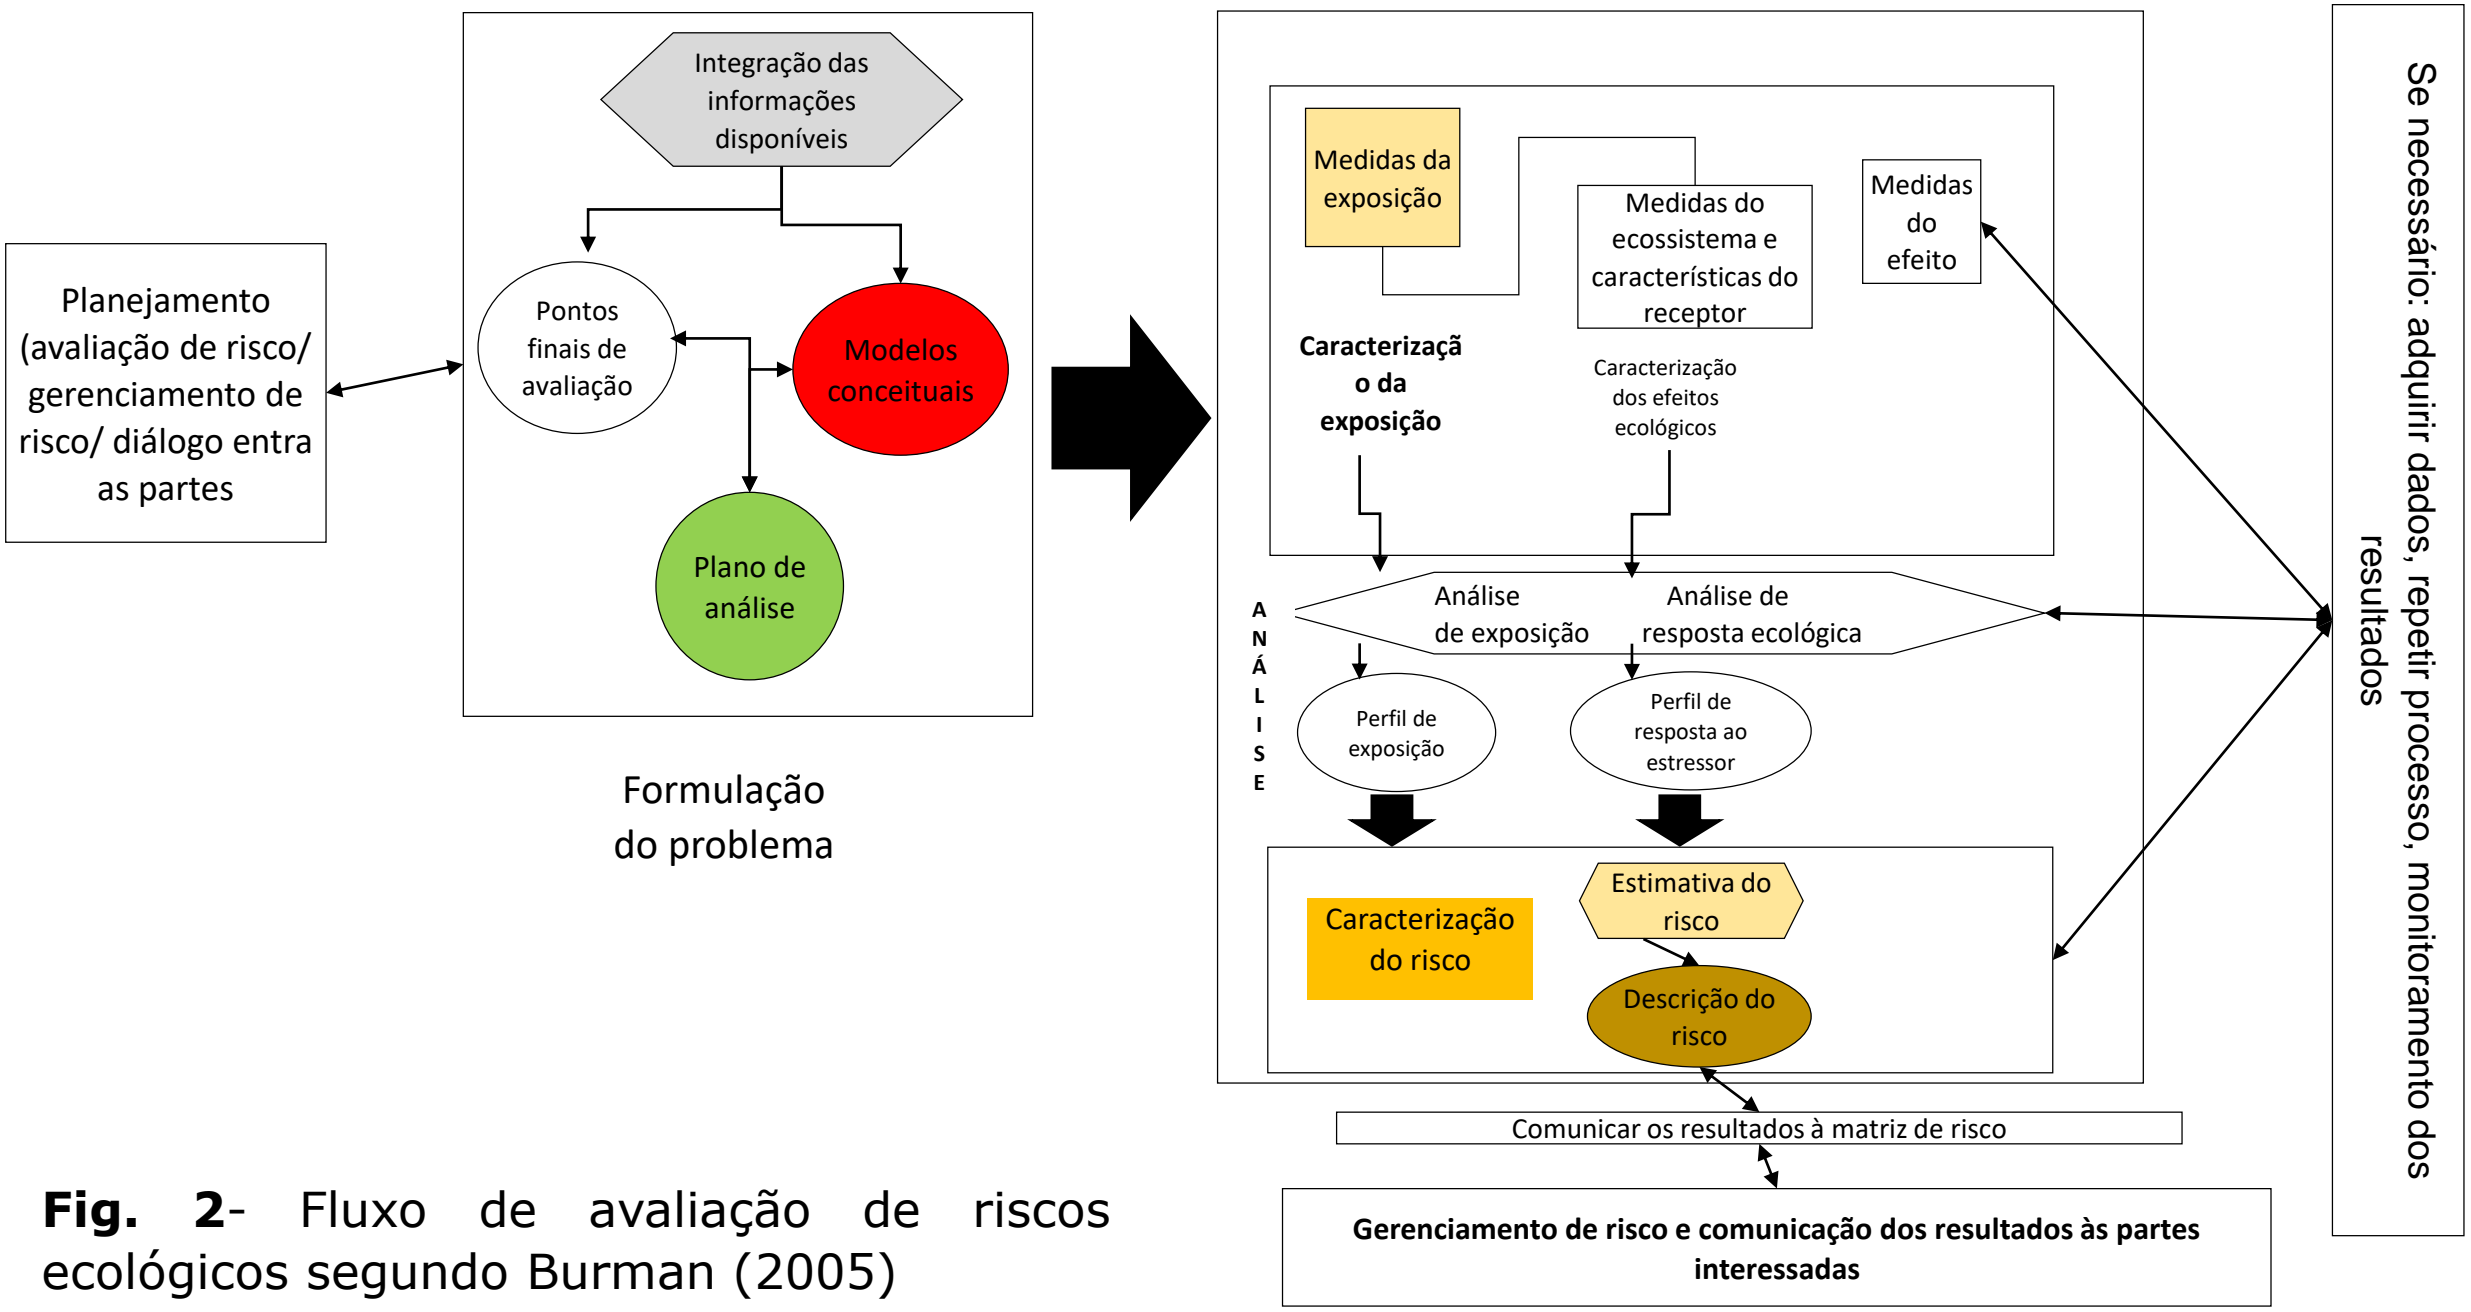 Planejamento
(avaliação de risco/
gerenciamento de
risco/ diálogo entra
as partes
Integração das
informações
disponíveis
Pontos
finais de
avaliação
Modelos
conceituais
Plano de
análise
Formulação
do problema
Medidas da
exposição
Medidas do
ecossistema e
características do
receptor
Medidas
do
efeito
Caracterizaçã
o da
exposição
Caracterização
dos efeitos
ecológicos
A
N
Á
L
I
S
E
Análise
de exposição
Análise de
resposta ecológica
Perfil de
exposição
Perfil de
resposta ao
estressor
Caracterização
do risco
Estimativa do
risco
Descrição do
risco
Comunicar os resultados à matriz de risco
Gerenciamento de risco e comunicação dos resultados às partes
interessadas
Se necessário: adquirir dados, repetir processo, monitoramento dos
resultados
Fig. 2- Fluxo de avaliação de riscos
ecológicos segundo Burman (2005)